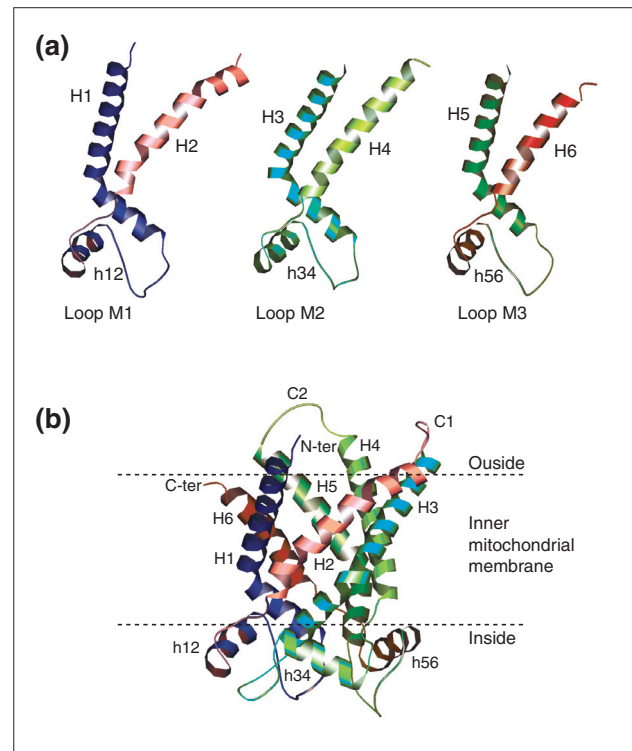 (a)
H1
H2
h12
Loop M1
H3
H4
h34
Loop M2
H5
H6
h56
Loop M3
(b)
C2
C1
N-ter
H4
Ouside
C-ter
H5
H6
H3
H1
H2
Inner
mitochondrial
membrane
Inside
h12
h34
h56